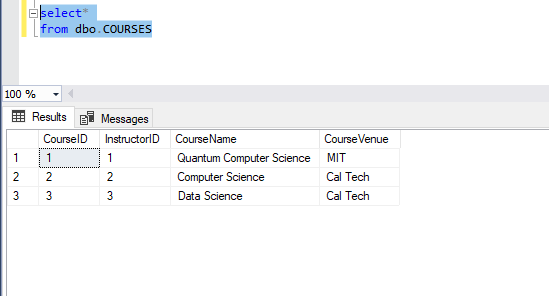 select*
from dbo.COURSES
100 %
Results Messages
CourseID InstructorID CourseName CourseVenue
1 1 1 Quantum Computer Science MIT
2 2 2 Computer Science Cal Tech
3 3 3 Data Science Cal Tech